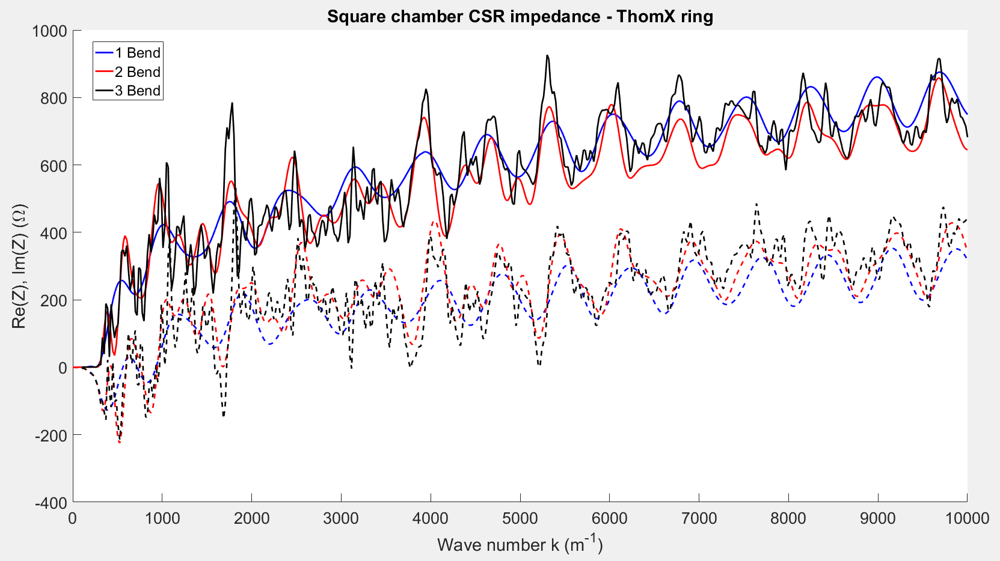 Square chamber CSR impedance - ThomX ring
1000
800
600
400
200
0
-200
-400
Re(Z), Im(Z) (Ω)
1 Bend
2 Bend
3 Bend
0 1000 2000 3000 4000 5000 6000 7000 8000 9000 10000
Wave number k (m⁻¹)